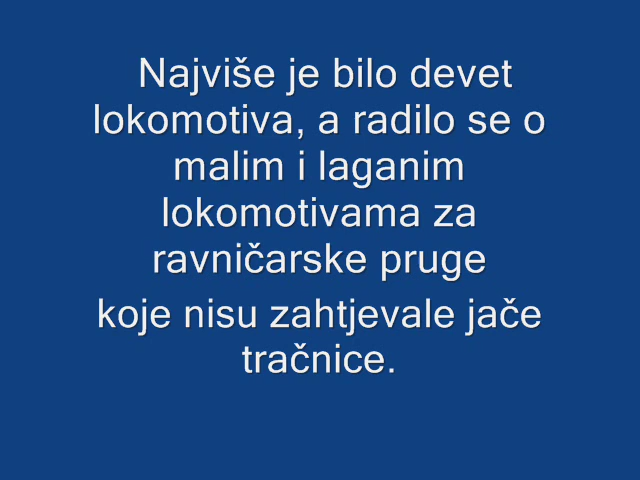 Najviše je bilo devet
lokomotiva, a radilo se o
malim i laganim
lokomotivama za
ravničarske pruge
koje nisu zahtjevale jače
tračnice.